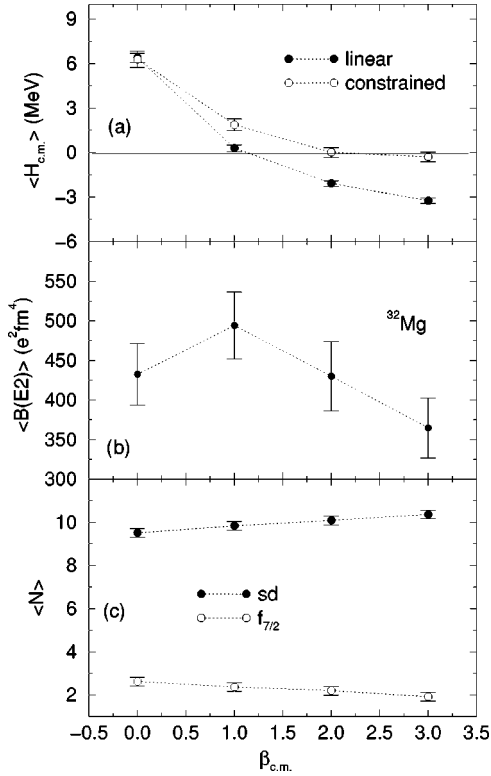 9
6
3
0
−3
−6
<H_c.m.> (MeV)
(a)
linear
constrained
550
500
450
400
350
300
<B(E2)> (e²fm⁴)
³²Mg
(b)
10
8
6
4
2
<N>
(c)
sd
f_7/2
−0.5 0.0 0.5 1.0 1.5 2.0 2.5 3.0 3.5
β_c.m.